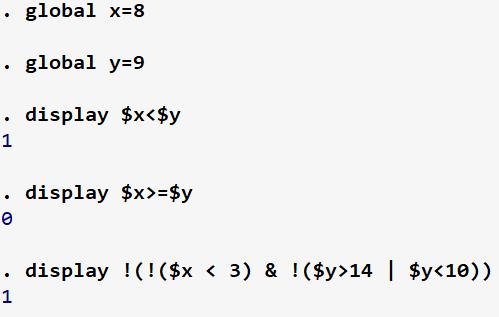 . global x=8
. global y=9
. display $x<$y
1
. display $x>=$y
0
. display !(!($x < 3) & !($y>14 | $y<10))
1